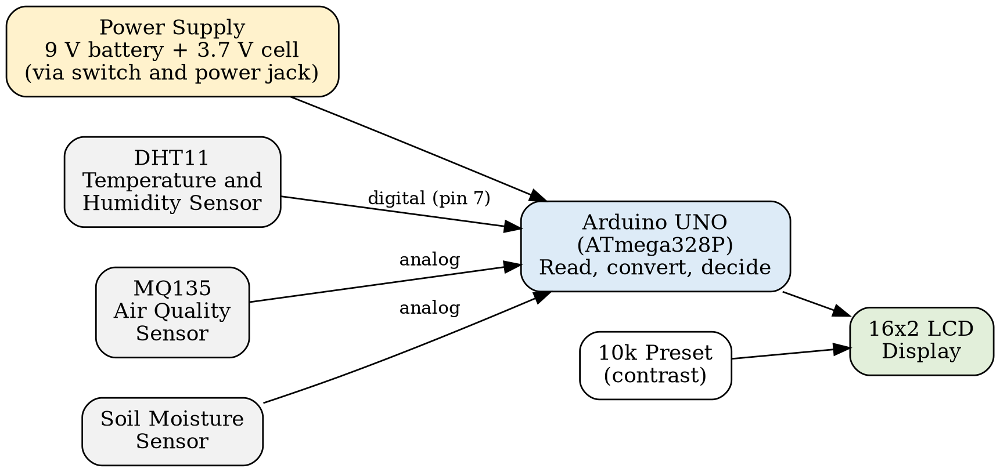 Power Supply
9 V battery + 3.7 V cell
(via switch and power jack)
DHT11
Temperature and
Humidity Sensor
digital (pin 7)
MQ135
Air Quality
Sensor
analog
Soil Moisture
Sensor
analog
Arduino UNO
(ATmega328P)
Read, convert, decide
10k Preset
(contrast)
16x2 LCD
Display